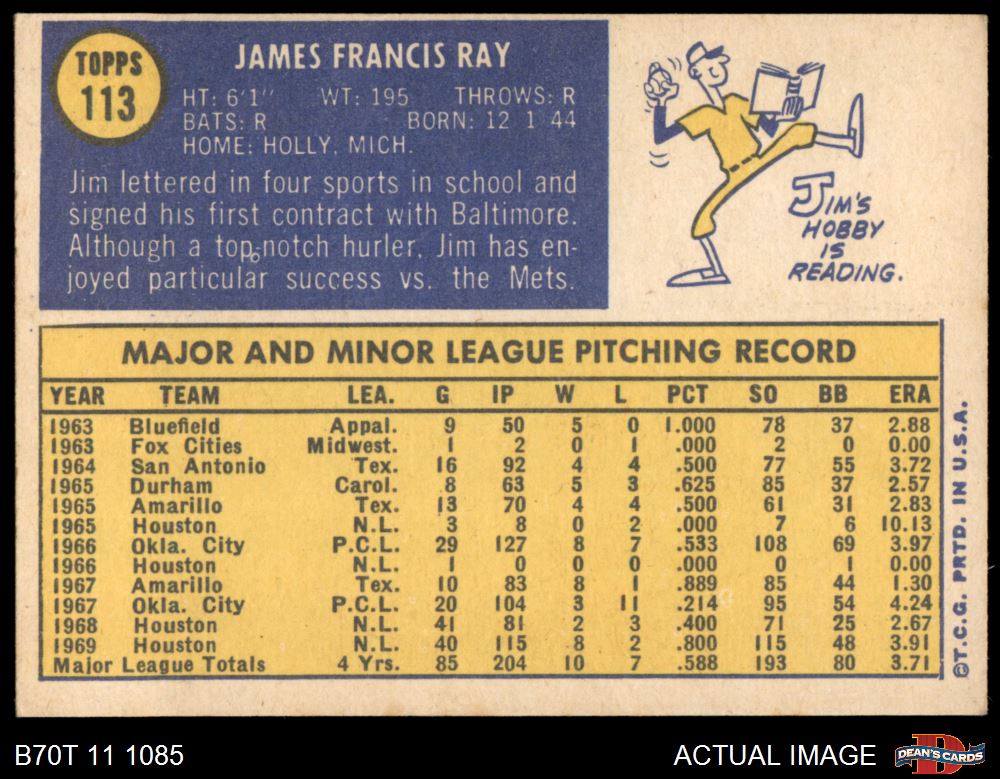 TOPPS
113
JAMES FRANCIS RAY
HT: 6'1" WT: 195 THROWS: R
BATS: R BORN: 12 1 44
HOME: HOLLY, MICH.
Jim lettered in four sports in school and
signed his first contract with Baltimore.
Although a top-notch hurler, Jim has en-
joyed particular success vs. the Mets.
JIM'S
HOBBY
IS
READING.
MAJOR AND MINOR LEAGUE PITCHING RECORD
YEAR TEAM LEA. G IP W L PCT SO BB ERA
1963 Bluefield Appal. 9 50 5 0 1.000 78 37 2.88
1963 Fox Cities Midwest. 1 2 0 1 .000 2 0 0.00
1964 San Antonio Tex. 16 92 4 4 .500 77 55 3.72
1965 Durham Carol. 8 63 5 3 .625 85 37 2.57
1965 Amarillo Tex. 13 70 4 4 .500 61 31 2.83
1965 Houston N.L. 3 8 0 2 .000 7 6 10.13
1966 Okla. City P.C.L. 29 127 8 7 .533 108 69 3.97
1966 Houston N.L. 1 0 0 0 .000 0 1 0.00
1967 Amarillo Tex. 10 83 8 1 .889 85 44 1.30
1967 Okla. City P.C.L. 20 104 3 11 .214 95 54 4.24
1968 Houston N.L. 41 81 2 3 .400 71 25 2.67
1969 Houston N.L. 40 115 8 2 .800 115 48 3.91
Major League Totals 4 Yrs. 85 204 10 7 .588 193 80 3.71
©T.C.G. PRTD. IN U.S.A.
B70T 11 1085 ACTUAL IMAGE
DEAN'S CARDS